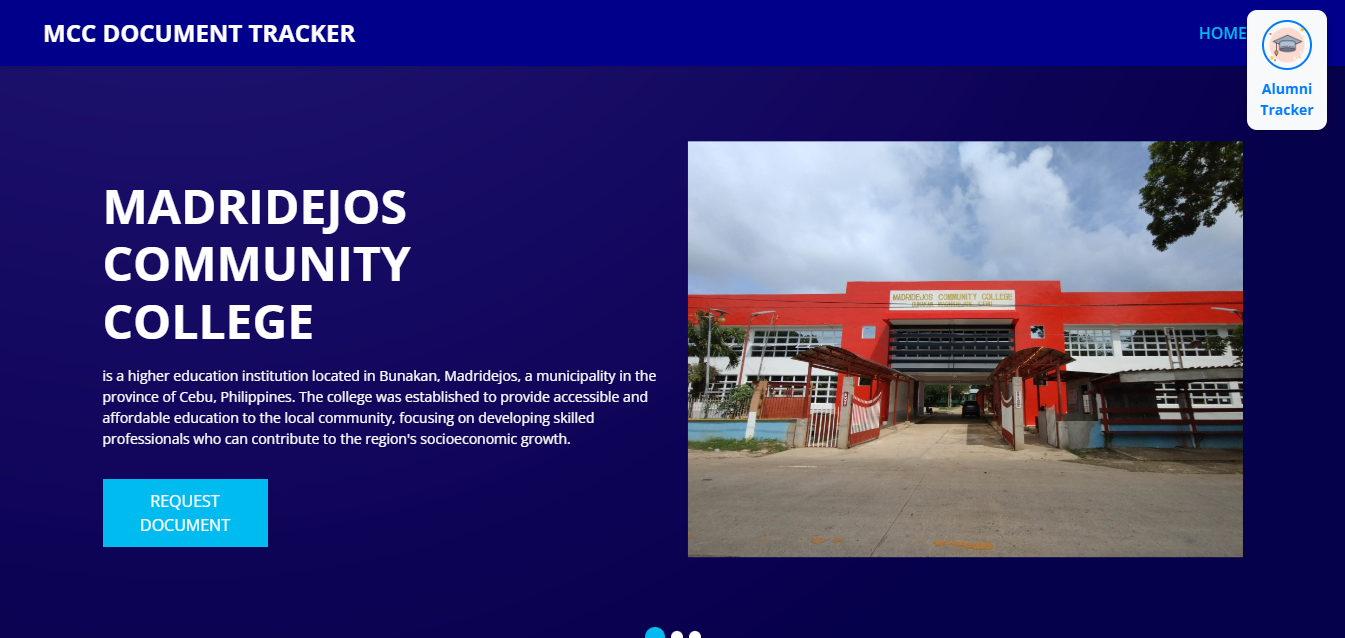 MCC DOCUMENT TRACKER
HOME
Alumni
Tracker
MADRIDEJOS
COMMUNITY
COLLEGE
is a higher education institution located in Bunakan, Madridejos, a municipality in the
province of Cebu, Philippines. The college was established to provide accessible and
affordable education to the local community, focusing on developing skilled
professionals who can contribute to the region's socioeconomic growth.
REQUEST
DOCUMENT
MADRIDEJOS COMMUNITY COLLEGE
BUNAKAN, MADRIDEJOS, CEBU